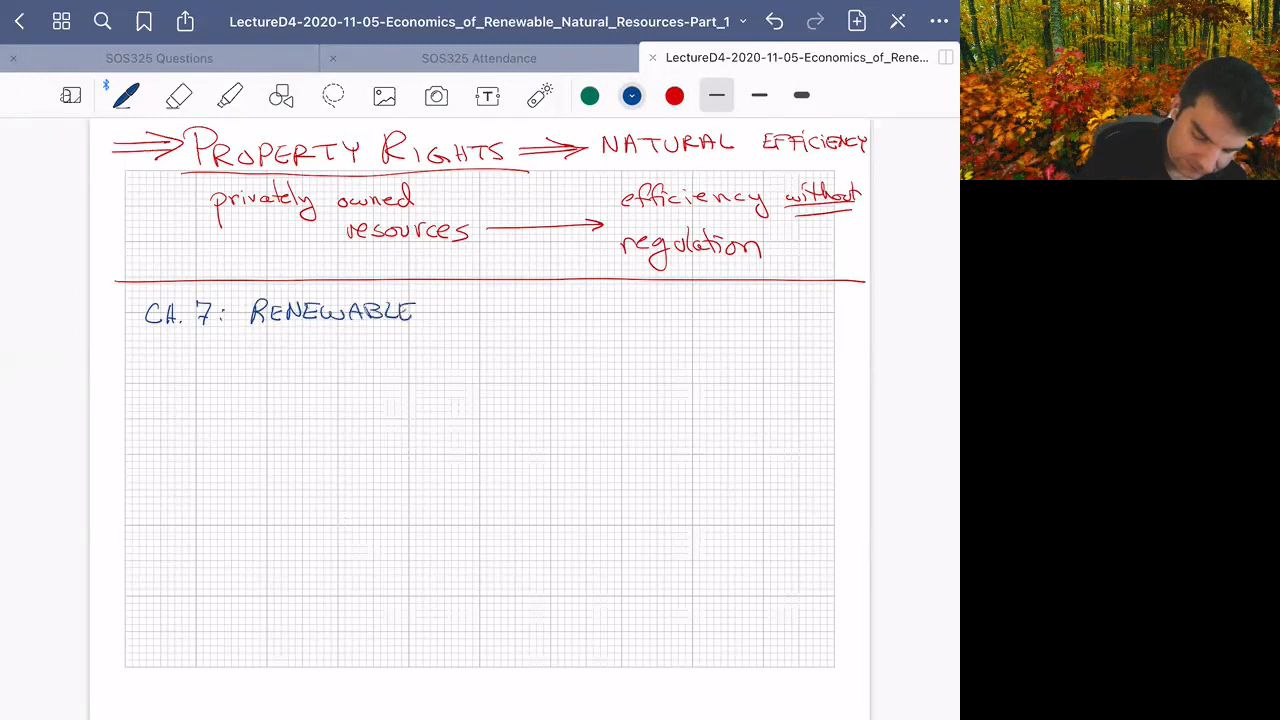 LectureD4-2020-11-05-Economics_of_Renewable_Natural_Resources-Part_1
SOS325 Questions
SOS325 Attendance
LectureD4-2020-11-05-Economics_of_Rene...
⇒ PROPERTY RIGHTS ⇒ NATURAL EFFICIENCY
privately owned resources → efficiency without regulation
CH. 7: RENEWABLE